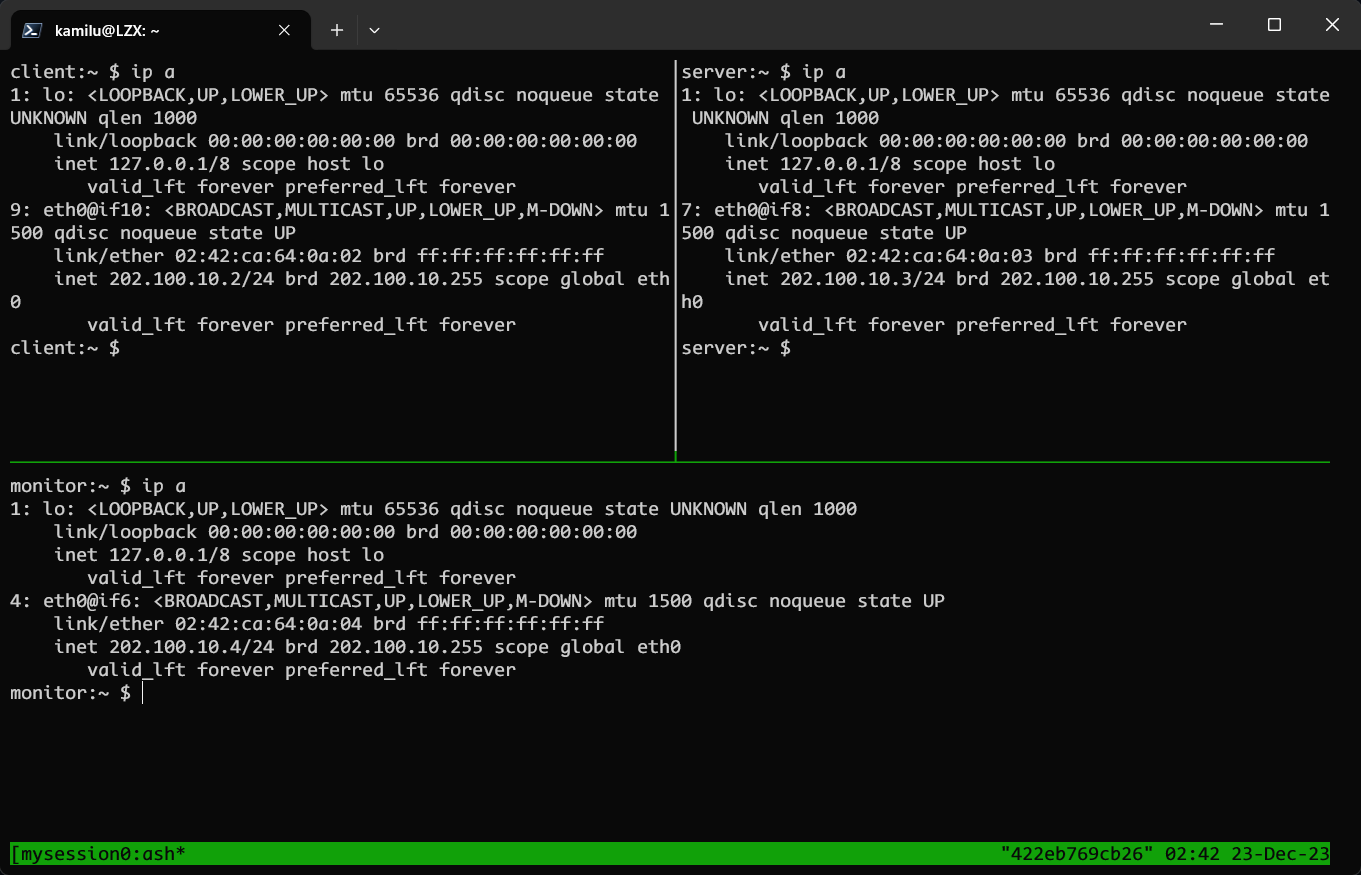 kamilu@LZX: ~
client:~ $ ip a
1: lo: <LOOPBACK,UP,LOWER_UP> mtu 65536 qdisc noqueue state
UNKNOWN qlen 1000
    link/loopback 00:00:00:00:00:00 brd 00:00:00:00:00:00
    inet 127.0.0.1/8 scope host lo
       valid_lft forever preferred_lft forever
9: eth0@if10: <BROADCAST,MULTICAST,UP,LOWER_UP,M-DOWN> mtu 1
500 qdisc noqueue state UP
    link/ether 02:42:ca:64:0a:02 brd ff:ff:ff:ff:ff:ff
    inet 202.100.10.2/24 brd 202.100.10.255 scope global eth
0
       valid_lft forever preferred_lft forever
client:~ $
server:~ $ ip a
1: lo: <LOOPBACK,UP,LOWER_UP> mtu 65536 qdisc noqueue state
 UNKNOWN qlen 1000
    link/loopback 00:00:00:00:00:00 brd 00:00:00:00:00:00
    inet 127.0.0.1/8 scope host lo
       valid_lft forever preferred_lft forever
7: eth0@if8: <BROADCAST,MULTICAST,UP,LOWER_UP,M-DOWN> mtu 1
500 qdisc noqueue state UP
    link/ether 02:42:ca:64:0a:03 brd ff:ff:ff:ff:ff:ff
    inet 202.100.10.3/24 brd 202.100.10.255 scope global et
h0
       valid_lft forever preferred_lft forever
server:~ $
monitor:~ $ ip a
1: lo: <LOOPBACK,UP,LOWER_UP> mtu 65536 qdisc noqueue state UNKNOWN qlen 1000
    link/loopback 00:00:00:00:00:00 brd 00:00:00:00:00:00
    inet 127.0.0.1/8 scope host lo
       valid_lft forever preferred_lft forever
4: eth0@if6: <BROADCAST,MULTICAST,UP,LOWER_UP,M-DOWN> mtu 1500 qdisc noqueue state UP
    link/ether 02:42:ca:64:0a:04 brd ff:ff:ff:ff:ff:ff
    inet 202.100.10.4/24 brd 202.100.10.255 scope global eth0
       valid_lft forever preferred_lft forever
monitor:~ $
[mysession0:ash* "422eb769cb26" 02:42 23-Dec-23